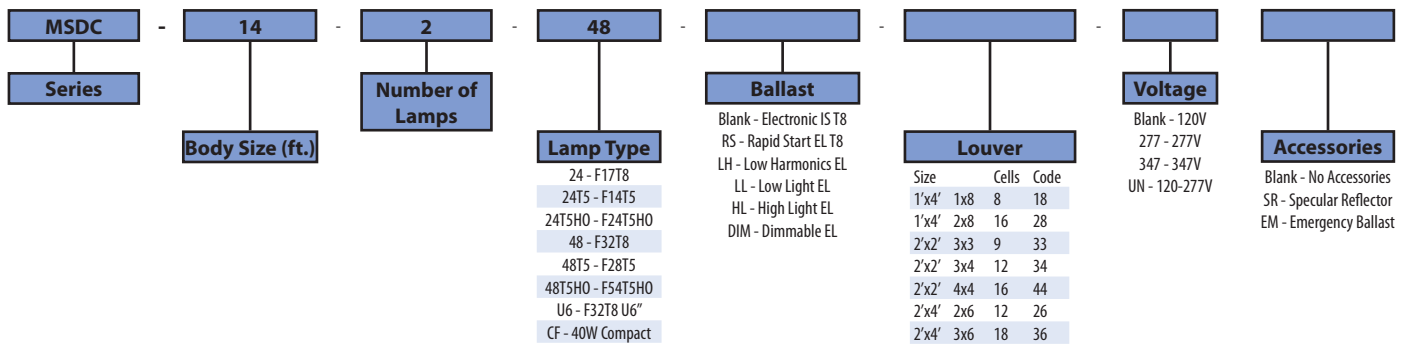 MSDC - 14 - 2 - 48 - - -
Series
Body Size (ft.)
Number of
Lamps
Lamp Type
24 - F17T8
24T5 - F14T5
24T5HO - F24T5HO
48 - F32T8
48T5 - F28T5
48T5HO - F54T5HO
U6 - F32T8 U6”
CF - 40W Compact
Ballast
Blank - Electronic IS T8
RS - Rapid Start EL T8
LH - Low Harmonics EL
LL - Low Light EL
HL - High Light EL
DIM - Dimmable EL
Louver
Size Cells Code
1’x4’ 1x8 8 18
1’x4’ 2x8 16 28
2’x2’ 3x3 9 33
2’x2’ 3x4 12 34
2’x2’ 4x4 16 44
2’x4’ 2x6 12 26
2’x4’ 3x6 18 36
Voltage
Blank - 120V
277 - 277V
347 - 347V
UN - 120-277V
Accessories
Blank - No Accessories
SR - Specular Reflector
EM - Emergency Ballast